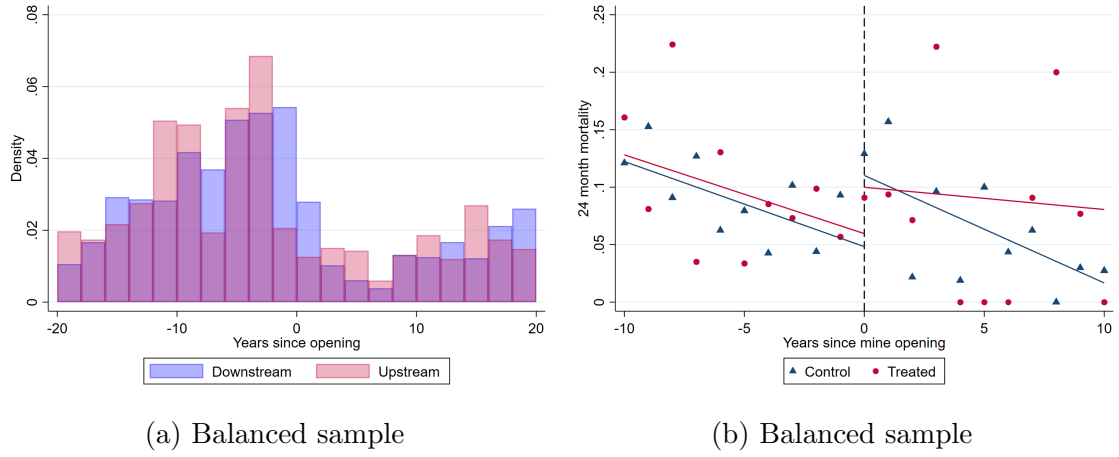 .08
.06
.04
.02
0
Density
-20
-10
0
10
20
Years since opening
Downstream
Upstream
(a) Balanced sample
.25
.2
.15
.1
.05
0
24 month mortality
-10
-5
0
5
10
Years since mine opening
Control
Treated
(b) Balanced sample